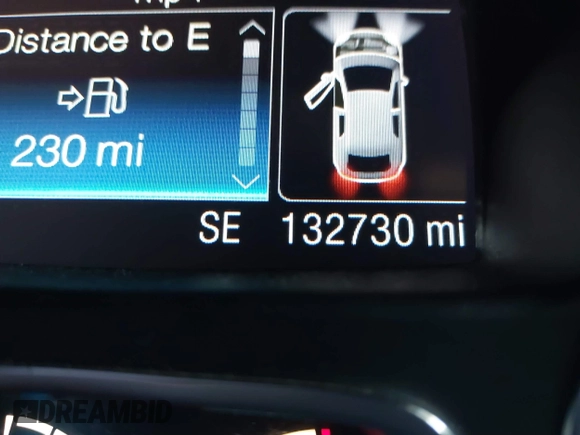 Distance to E
230 mi
SE 132730 mi
DREAMBID